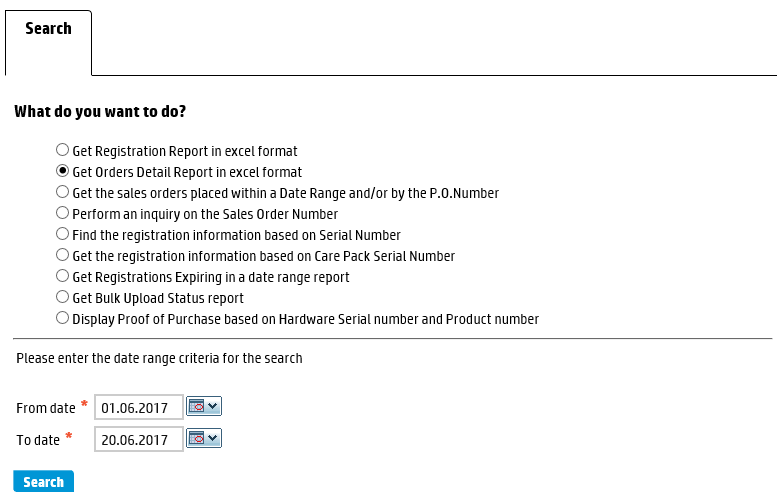 Search
What do you want to do?
Get Registration Report in excel format
Get Orders Detail Report in excel format
Get the sales orders placed within a Date Range and/or by the P.O.Number
Perform an inquiry on the Sales Order Number
Find the registration information based on Serial Number
Get the registration information based on Care Pack Serial Number
Get Registrations Expiring in a date range report
Get Bulk Upload Status report
Display Proof of Purchase based on Hardware Serial number and Product number
Please enter the date range criteria for the search
From date * 01.06.2017
To date * 20.06.2017
Search